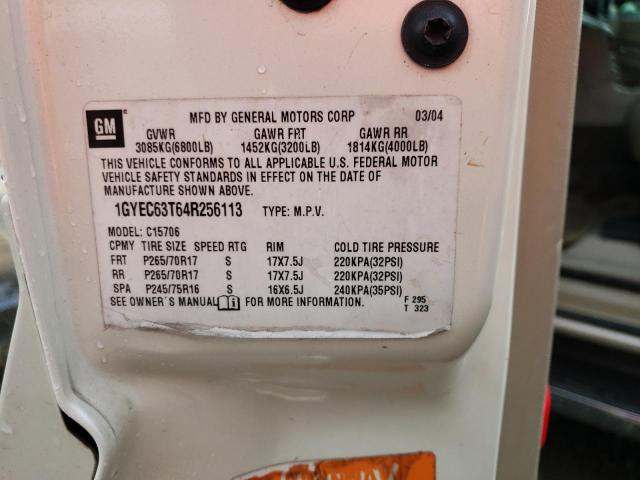 GM
MFD BY GENERAL MOTORS CORP 03/04
GVWR GAWR FRT GAWR RR
3085KG(6800LB) 1452KG(3200LB) 1814KG(4000LB)
THIS VEHICLE CONFORMS TO ALL APPLICABLE U.S. FEDERAL MOTOR
VEHICLE SAFETY STANDARDS IN EFFECT ON THE DATE OF
MANUFACTURE SHOWN ABOVE.
1GYEC63T64R256113 TYPE: M.P.V.
MODEL: C15706
CPMY TIRE SIZE SPEED RTG RIM COLD TIRE PRESSURE
FRT P265/70R17 S 17X7.5J 220KPA(32PSI)
RR P265/70R17 S 17X7.5J 220KPA(32PSI)
SPA P245/75R16 S 16X6.5J 240KPA(35PSI)
SEE OWNER'S MANUAL FOR MORE INFORMATION.
F 295
T 323